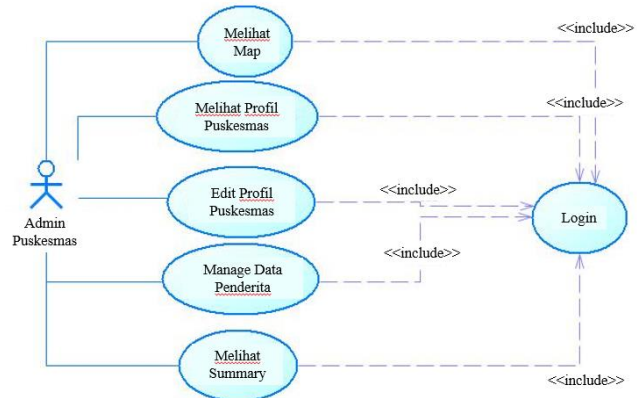 Melihat
Map
<<include>>
Melihat Profil
Puskesmas
<<include>>
Admin
Puskesmas
Edit Profil
Puskesmas
<<include>>
Login
Manage Data
Penderita
<<include>>
Melihat
Summary
<<include>>